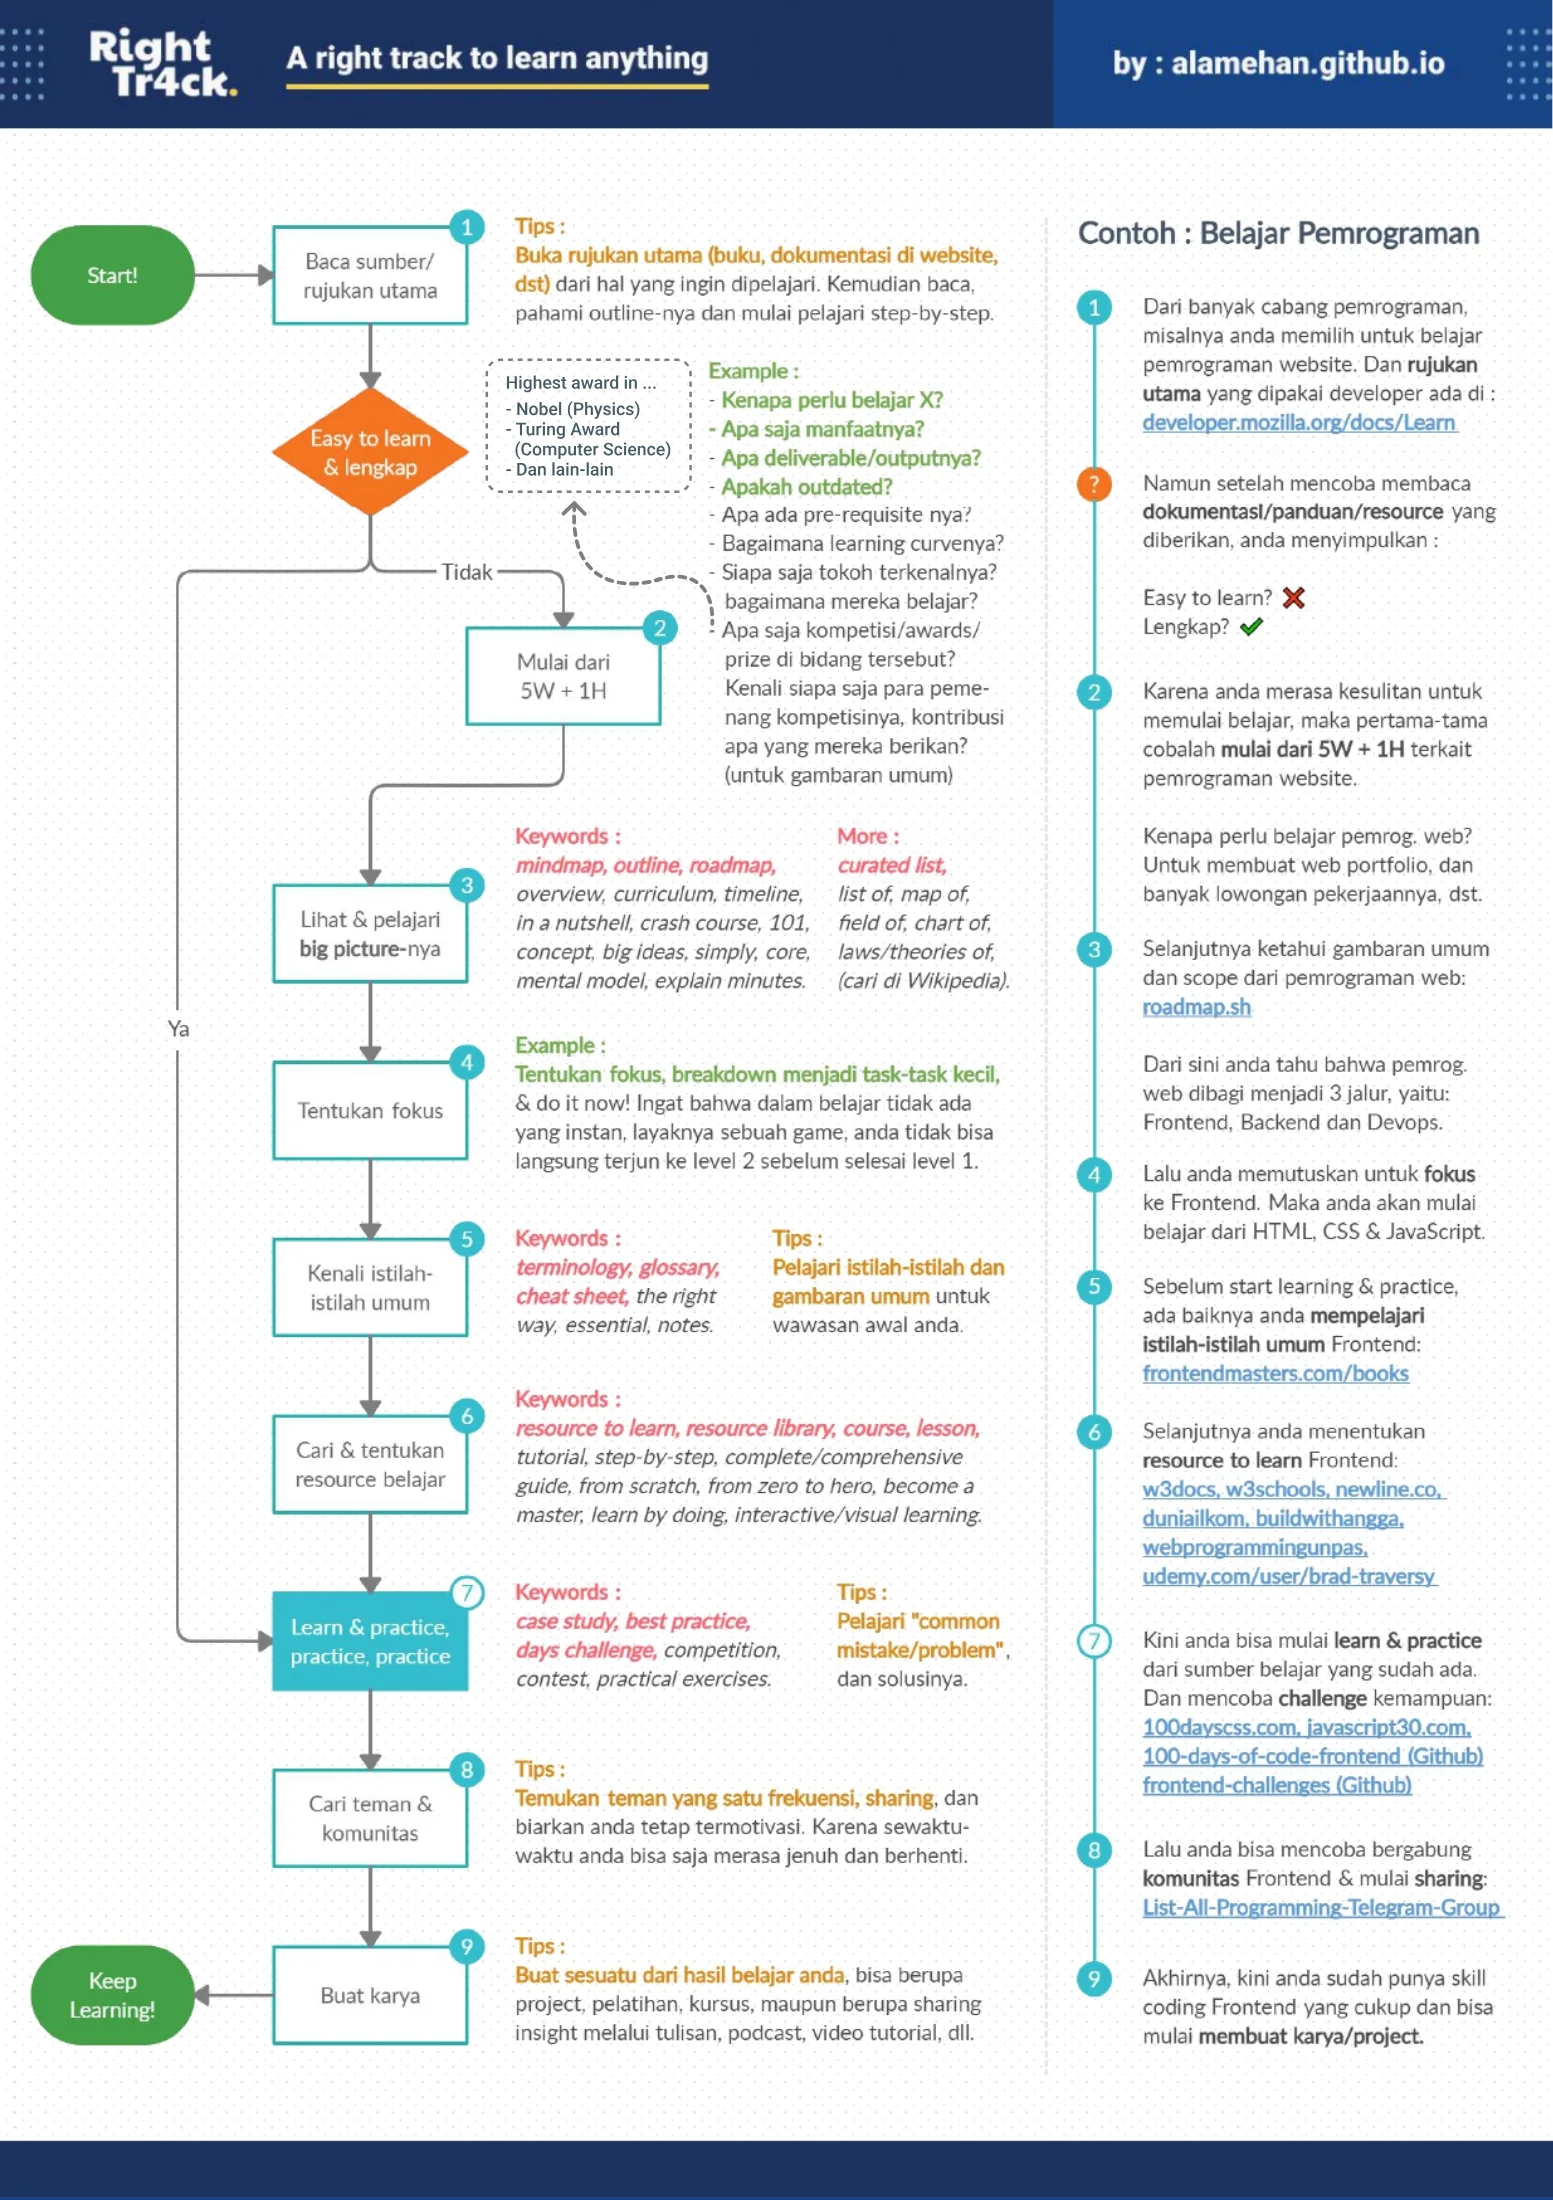 Right
Tr4ck.
A right track to learn anything
by : alamehan.github.io
Start!
1
Baca sumber/
rujukan utama
Tips :
Buka rujukan utama (buku, dokumentasi di website,
dst) dari hal yang ingin dipelajari. Kemudian baca,
pahami outline-nya dan mulai pelajari step-by-step.
Easy to learn
& lengkap
Highest award in ...
- Nobel (Physics)
- Turing Award
(Computer Science)
- Dan lain-lain
Example :
- Kenapa perlu belajar X?
- Apa saja manfaatnya?
- Apa deliverable/outputnya?
- Apakah outdated?
- Apa ada pre-requisite nya?
- Bagaimana learning curvenya?
- Siapa saja tokoh terkenalnya?
bagaimana mereka belajar?
- Apa saja kompetisi/awards/
prize di bidang tersebut?
Kenali siapa saja para peme-
nang kompetisinya, kontribusi
apa yang mereka berikan?
(untuk gambaran umum)
Tidak
2
Mulai dari
5W + 1H
Ya
3
Lihat & pelajari
big picture-nya
Keywords :
mindmap, outline, roadmap,
overview, curriculum, timeline,
in a nutshell, crash course, 101,
concept, big ideas, simply, core,
mental model, explain minutes.
More :
curated list,
list of, map of,
field of, chart of,
laws/theories of,
(cari di Wikipedia).
4
Tentukan fokus
Example :
Tentukan fokus, breakdown menjadi task-task kecil,
& do it now! Ingat bahwa dalam belajar tidak ada
yang instan, layaknya sebuah game, anda tidak bisa
langsung terjun ke level 2 sebelum selesai level 1.
5
Kenali istilah-
istilah umum
Keywords :
terminology, glossary,
cheat sheet, the right
way, essential, notes.
Tips :
Pelajari istilah-istilah dan
gambaran umum untuk
wawasan awal anda.
6
Cari & tentukan
resource belajar
Keywords :
resource to learn, resource library, course, lesson,
tutorial, step-by-step, complete/comprehensive
guide, from scratch, from zero to hero, become a
master, learn by doing, interactive/visual learning.
7
Learn & practice,
practice, practice
Keywords :
case study, best practice,
days challenge, competition,
contest, practical exercises.
Tips :
Pelajari "common
mistake/problem",
dan solusinya.
8
Cari teman &
komunitas
Tips :
Temukan teman yang satu frekuensi, sharing, dan
biarkan anda tetap termotivasi. Karena sewaktu-
waktu anda bisa saja merasa jenuh dan berhenti.
9
Buat karya
Keep
Learning!
Tips :
Buat sesuatu dari hasil belajar anda, bisa berupa
project, pelatihan, kursus, maupun berupa sharing
insight melalui tulisan, podcast, video tutorial, dll.
Contoh : Belajar Pemrograman
1
Dari banyak cabang pemrograman,
misalnya anda memilih untuk belajar
pemrograman website. Dan rujukan
utama yang dipakai developer ada di :
developer.mozilla.org/docs/Learn
?
Namun setelah mencoba membaca
dokumentasI/panduan/resource yang
diberikan, anda menyimpulkan :
Easy to learn? ❌
Lengkap? ✔
2
Karena anda merasa kesulitan untuk
memulai belajar, maka pertama-tama
cobalah mulai dari 5W + 1H terkait
pemrograman website.
Kenapa perlu belajar pemrog. web?
Untuk membuat web portfolio, dan
banyak lowongan pekerjaannya, dst.
3
Selanjutnya ketahui gambaran umum
dan scope dari pemrograman web:
roadmap.sh
Dari sini anda tahu bahwa pemrog.
web dibagi menjadi 3 jalur, yaitu:
Frontend, Backend dan Devops.
4
Lalu anda memutuskan untuk fokus
ke Frontend. Maka anda akan mulai
belajar dari HTML, CSS & JavaScript.
5
Sebelum start learning & practice,
ada baiknya anda mempelajari
istilah-istilah umum Frontend:
frontendmasters.com/books
6
Selanjutnya anda menentukan
resource to learn Frontend:
w3docs, w3schools, newline.co,
duniailkom, buildwithangga,
webprogrammingunpas,
udemy.com/user/brad-traversy
7
Kini anda bisa mulai learn & practice
dari sumber belajar yang sudah ada.
Dan mencoba challenge kemampuan:
100dayscss.com, javascript30.com,
100-days-of-code-frontend (Github)
frontend-challenges (Github)
8
Lalu anda bisa mencoba bergabung
komunitas Frontend & mulai sharing:
List-All-Programming-Telegram-Group
9
Akhirnya, kini anda sudah punya skill
coding Frontend yang cukup dan bisa
mulai membuat karya/project.